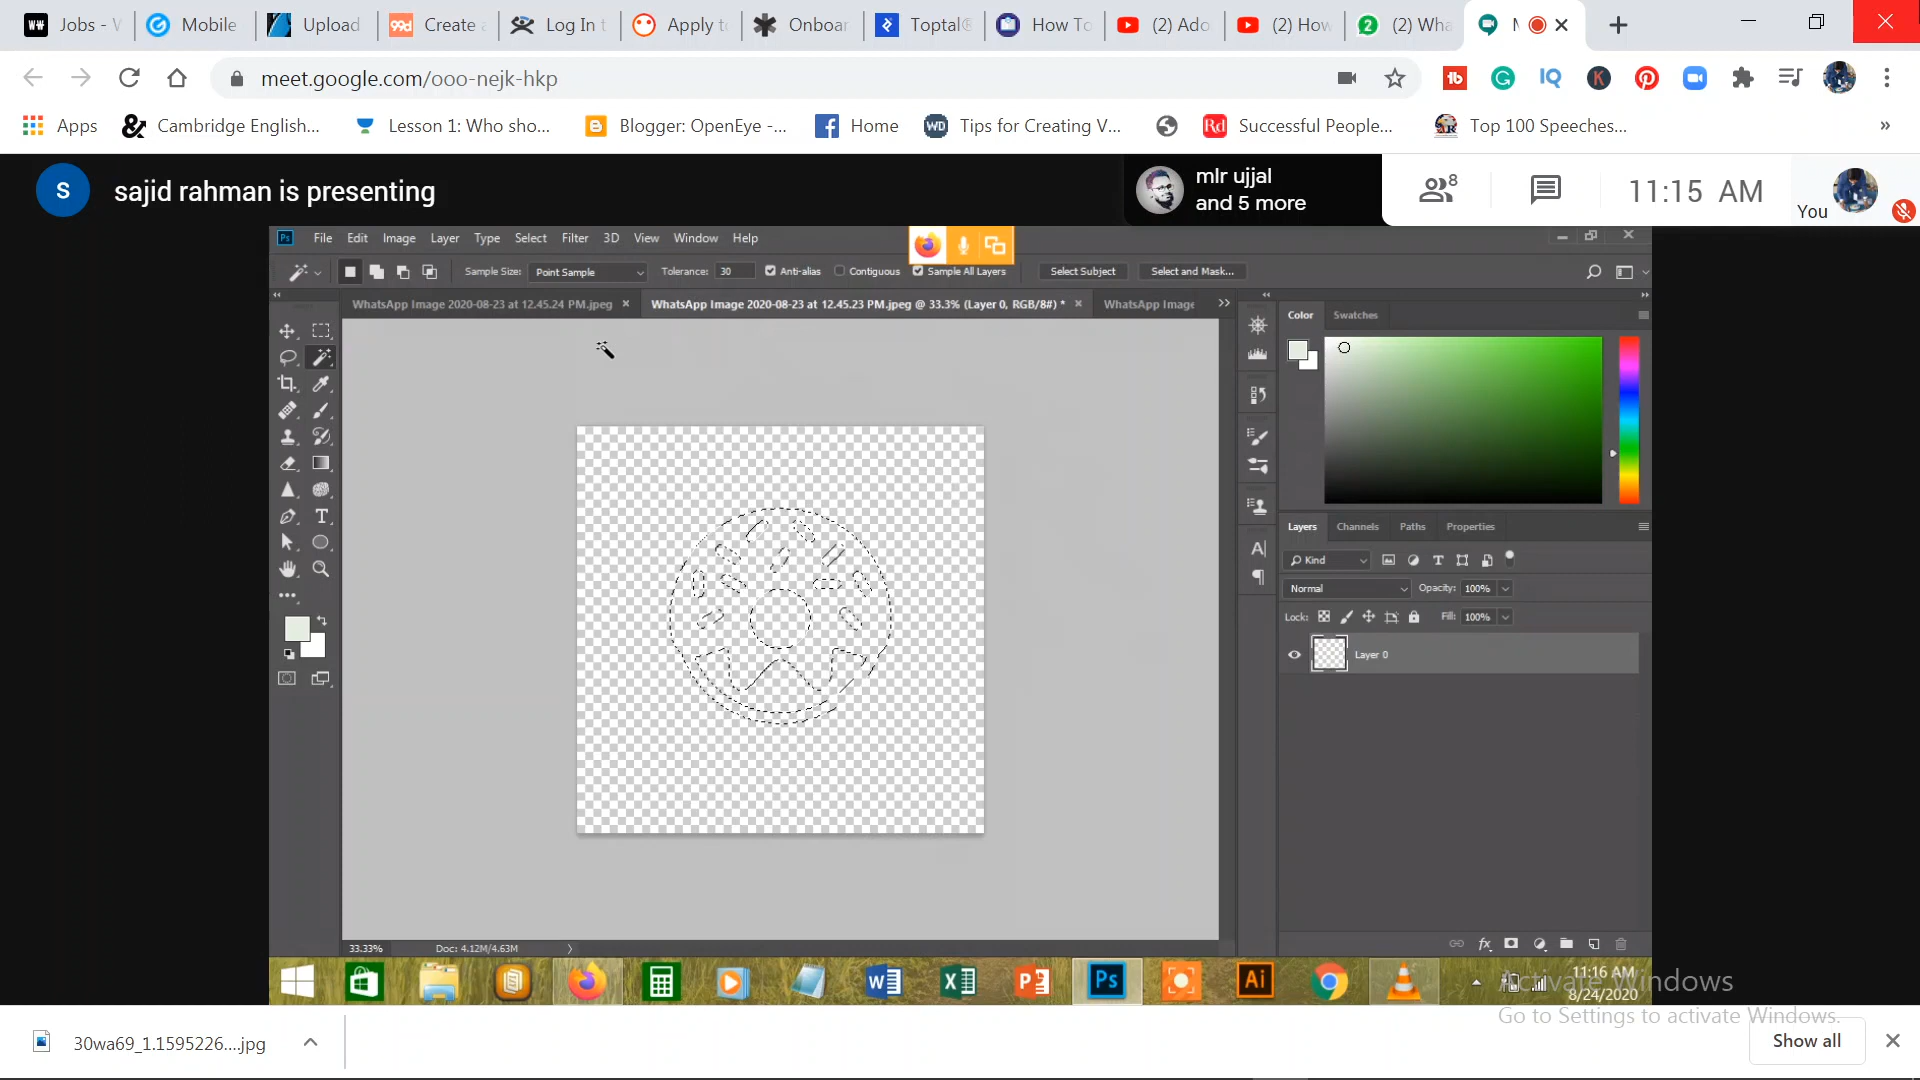 Jobs - W
Mobile
Upload
Create a
Log In t
Apply to
Onboar
Toptal®
How To
(2) Ado
(2) How
(2) Wha
meet.google.com/ooo-nejk-hkp
Apps
Cambridge English...
Lesson 1: Who sho...
Blogger: OpenEye -...
Home
Tips for Creating V...
Successful People...
Top 100 Speeches...
S
sajid rahman is presenting
mlr ujjal
and 5 more
8
11:15 AM
You
Ps File Edit Image Layer Type Select Filter 3D View Window Help
Sample Size: Point Sample Tolerance: 30 Anti-alias Contiguous Sample All Layers Select Subject Select and Mask...
WhatsApp Image 2020-08-23 at 12.45.24 PM.jpeg
WhatsApp Image 2020-08-23 at 12.45.23 PM.jpeg @ 33.3% (Layer 0, RGB/8#) *
WhatsApp Image
Color Swatches
Layers Channels Paths Properties
Kind
Normal Opacity: 100%
Lock: Fill: 100%
Layer 0
33.33% Doc: 4.12M/4.63M
Ps
Ai
11:16 AM
8/24/2020
Activate Windows
Go to Settings to activate Windows.
30wa69_1.1595226....jpg
Show all